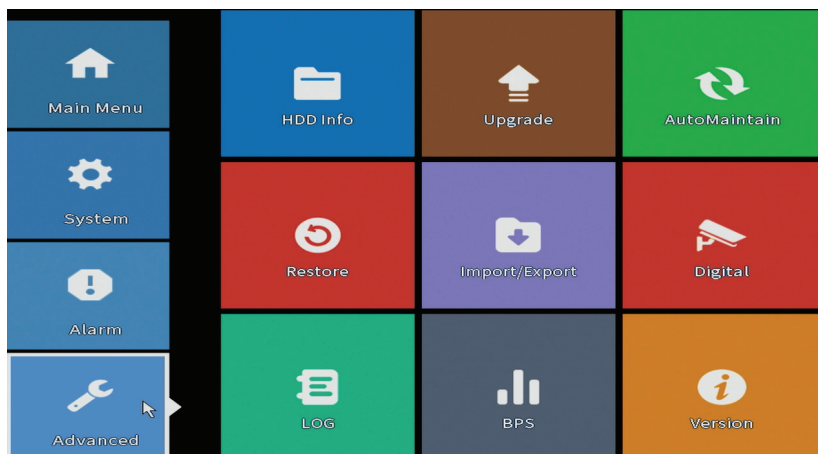 Main Menu
System
Alarm
Advanced
HDD Info
Upgrade
AutoMaintain
Restore
Import/Export
Digital
LOG
BPS
Version